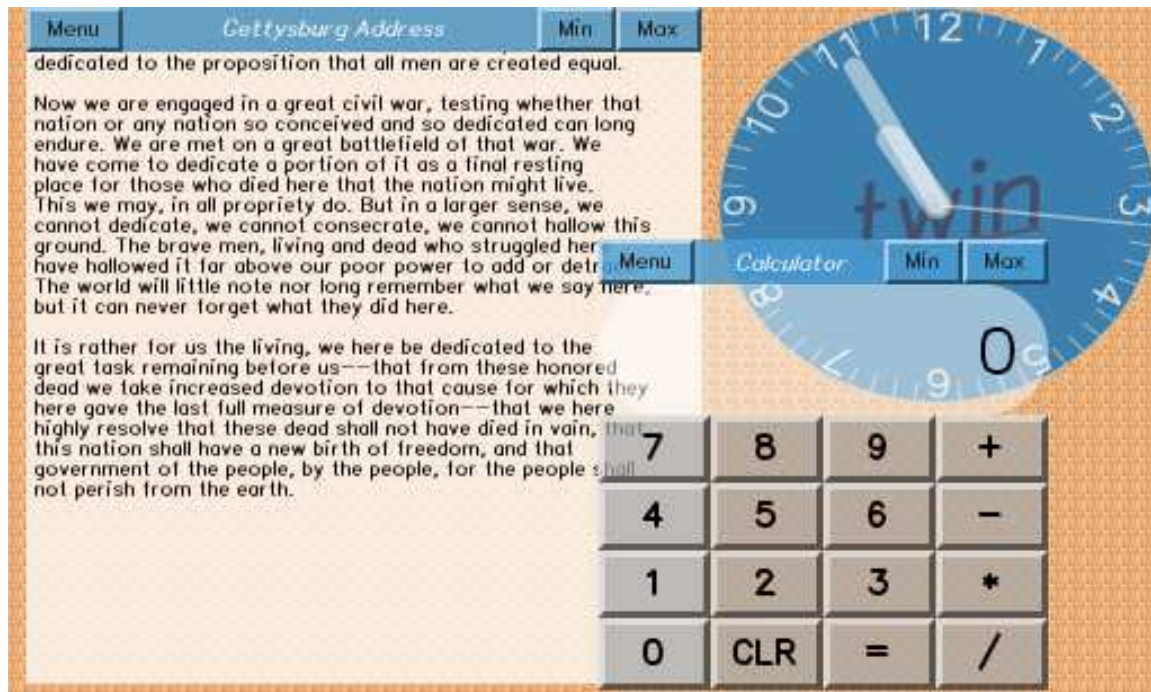 Menu Gettysburg Address Min Max
dedicated to the proposition that all men are created equal.
Now we are engaged in a great civil war, testing whether that
nation or any nation so conceived and so dedicated can long
endure. We are met on a great battlefield of that war. We
have come to dedicate a portion of it as a final resting
place for those who died here that the nation might live.
This we may, in all propriety do. But in a larger sense, we
cannot dedicate, we cannot consecrate, we cannot hallow this
ground. The brave men, living and dead who struggled her
have hallowed it far above our poor power to add or detra
The world will little note nor long remember what we say here,
but it can never forget what they did here.
It is rather for us the living, we here be dedicated to the
great task remaining before us--that from these honored
dead we take increased devotion to that cause for which they
here gave the last full measure of devotion--that we here
highly resolve that these dead shall not have died in vain, that
this nation shall have a new birth of freedom, and that
government of the people, by the people, for the people shall
not perish from the earth.
12
1
2
3
4
5
6
7
8
9
10
11
twin
Menu Calculator Min Max
0
7 8 9 +
4 5 6 -
1 2 3 *
0 CLR = /